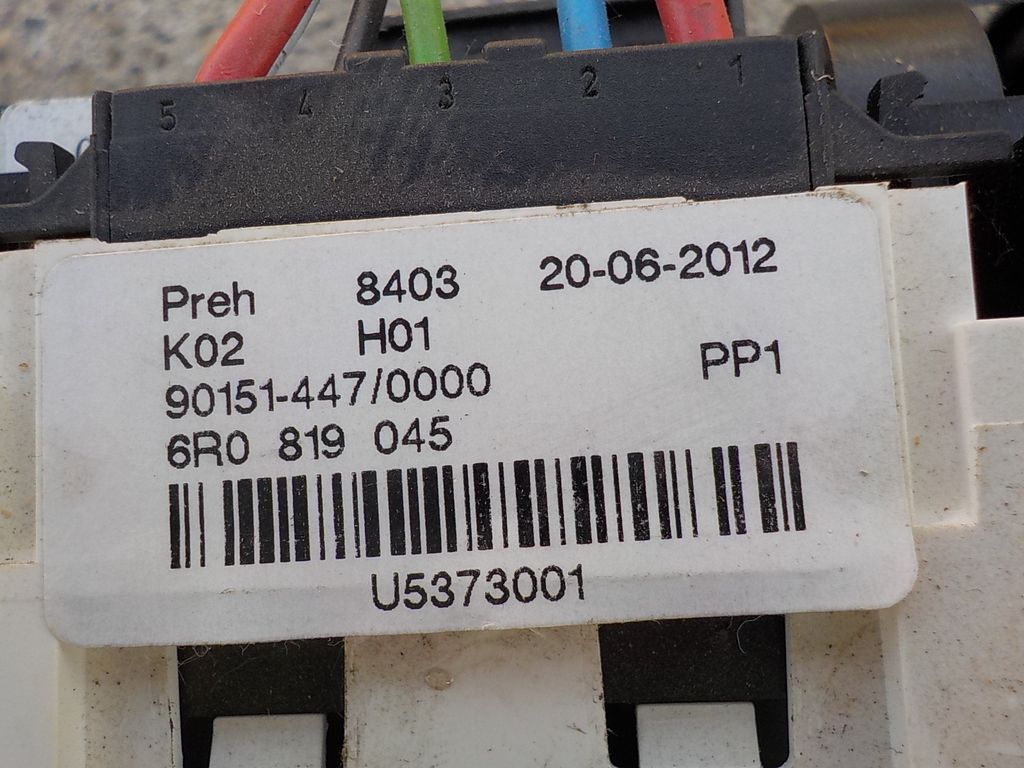 5 4 3 2 1
Preh 8403 20-06-2012
K02 H01
90151-447/0000 PP1
6R0 819 045
U5373001